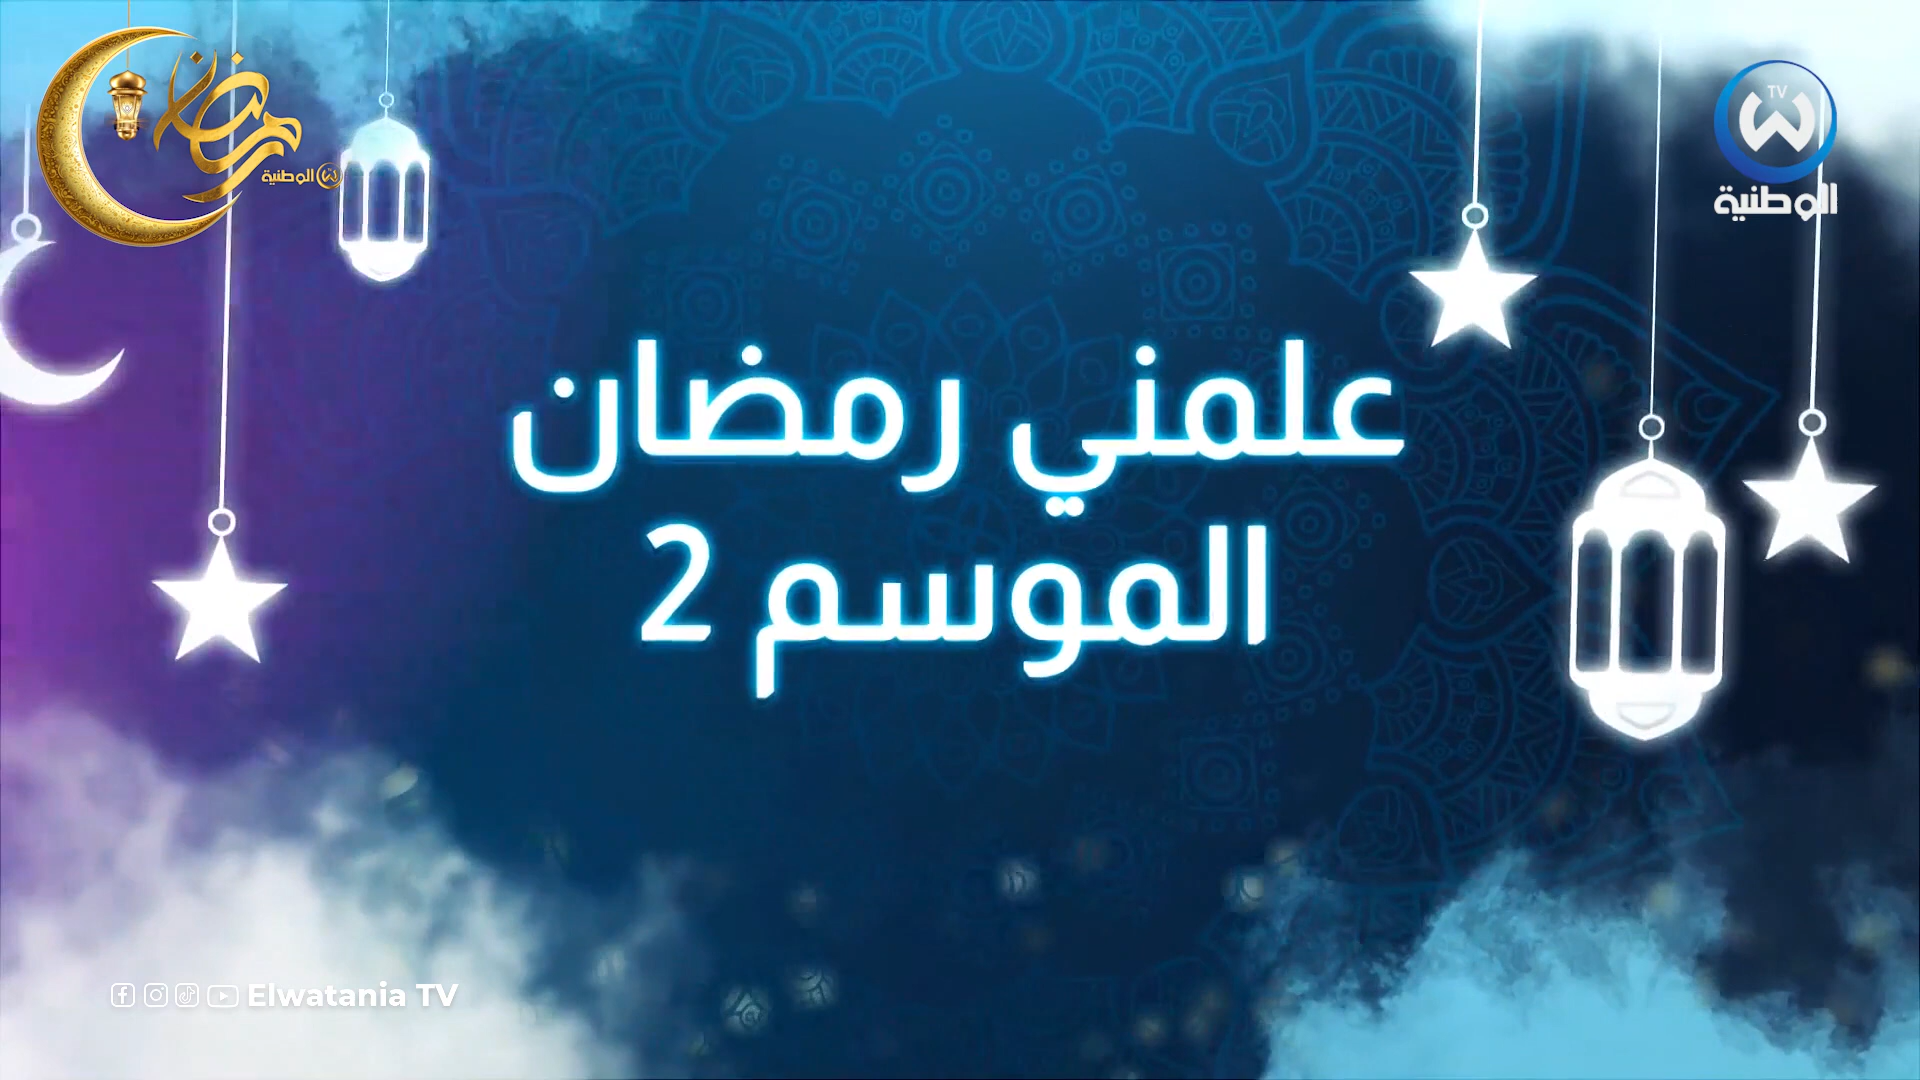 رمضان
الوطنية
TV
الوطنية
علمني رمضان
الموسم 2
Elwatania TV